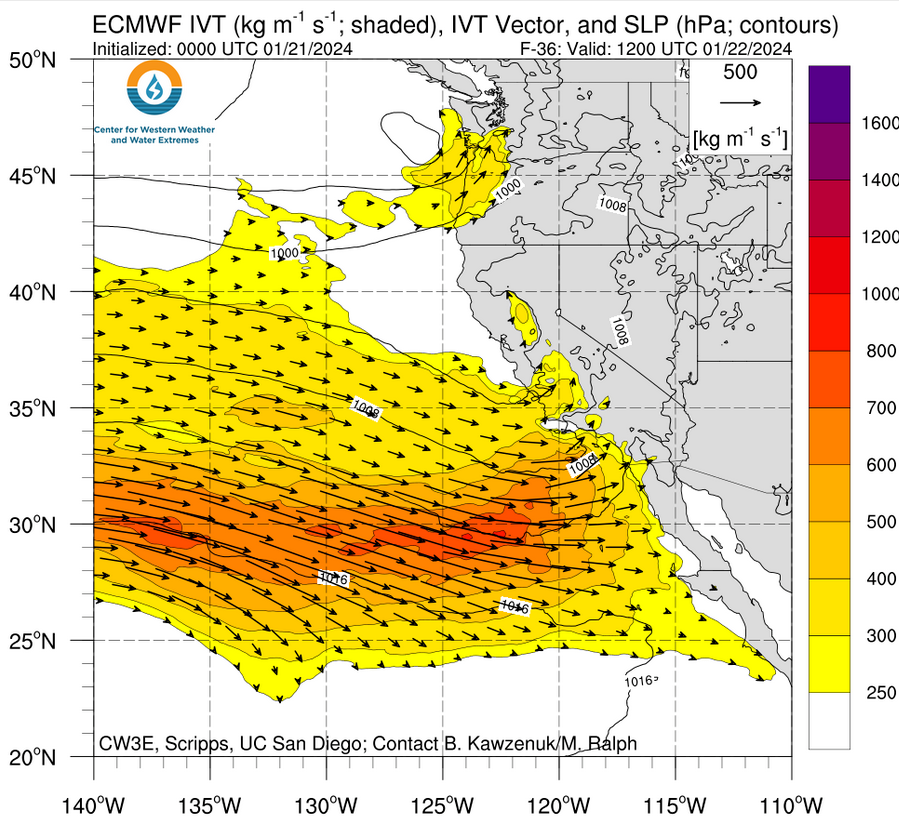 ECMWF IVT (kg m⁻¹ s⁻¹; shaded), IVT Vector, and SLP (hPa; contours)
Initialized: 0000 UTC 01/21/2024 F-36: Valid: 1200 UTC 01/22/2024
50°N
45°N
40°N
35°N
30°N
25°N
20°N
Center for Western Weather
and Water Extremes
500
[kg m⁻¹ s⁻¹]
1000
1008
1000
1008
1008
1008
1016
1016
1016
CW3E, Scripps, UC San Diego; Contact B. Kawzenuk/M. Ralph
140°W 135°W 130°W 125°W 120°W 115°W 110°W
1600
1400
1200
1000
800
700
600
500
400
300
250